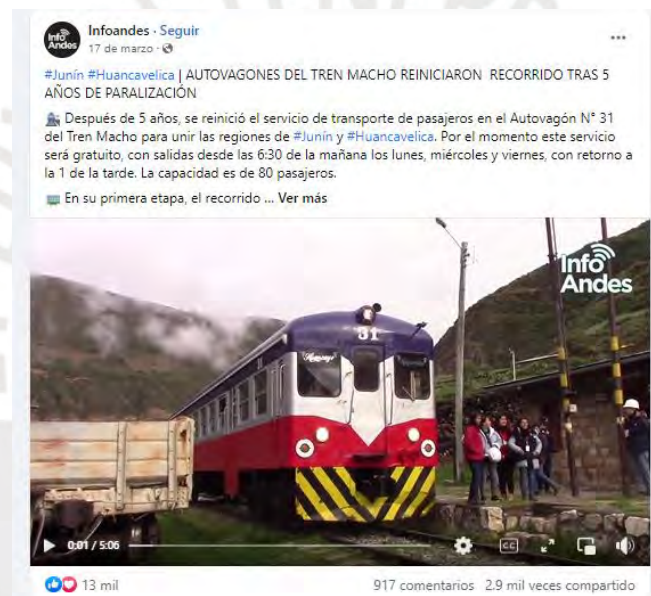 Infoandes · Seguir
17 de marzo ·
#Junín #Huancavelica | AUTOVAGONES DEL TREN MACHO REINICIARON RECORRIDO TRAS 5
AÑOS DE PARALIZACIÓN
Después de 5 años, se reinició el servicio de transporte de pasajeros en el Autovagón N° 31
del Tren Macho para unir las regiones de #Junín y #Huancavelica. Por el momento este servicio
será gratuito, con salidas desde las 6:30 de la mañana los lunes, miércoles y viernes, con retorno a
la 1 de la tarde. La capacidad es de 80 pasajeros.
En su primera etapa, el recorrido ... Ver más
Info
Andes
31
0:01 / 5:06
CC
13 mil
917 comentarios 2.9 mil veces compartido